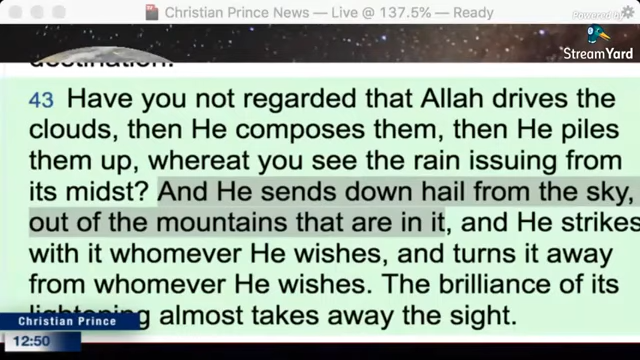 Christian Prince News — Live @ 137.5% — Ready
Powered by
StreamYard
destination.
43 Have you not regarded that Allah drives the
clouds, then He composes them, then He piles
them up, whereat you see the rain issuing from
its midst? And He sends down hail from the sky,
out of the mountains that are in it, and He strikes
with it whomever He wishes, and turns it away
from whomever He wishes. The brilliance of its
lightening almost takes away the sight.
Christian Prince
12:50